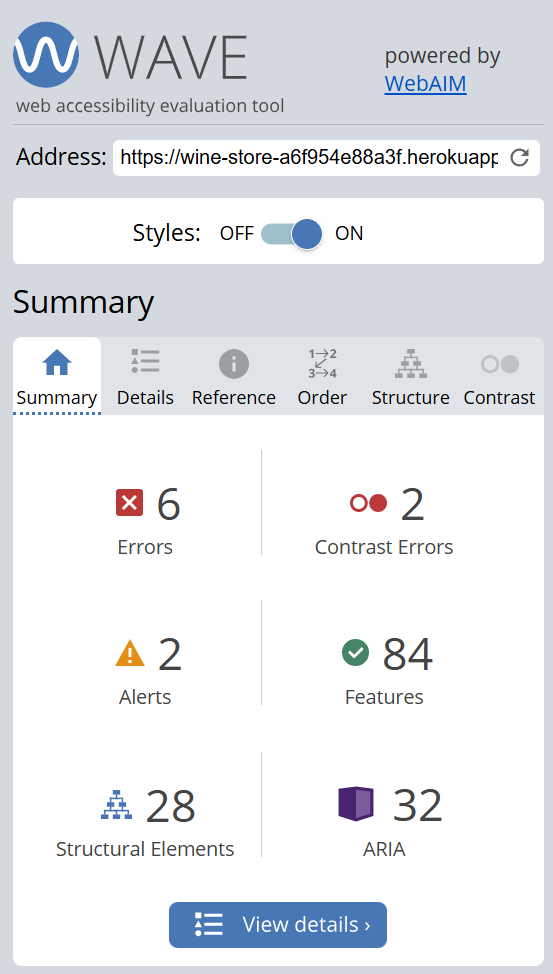 WAVE
powered by
WebAIM
web accessibility evaluation tool
Address: https://wine-store-a6f954e88a3f.herokuapp
Styles: OFF ON
Summary
1→2
3→4
Summary Details Reference Order Structure Contrast
6 2
Errors Contrast Errors
2 84
Alerts Features
28 32
Structural Elements ARIA
View details ›